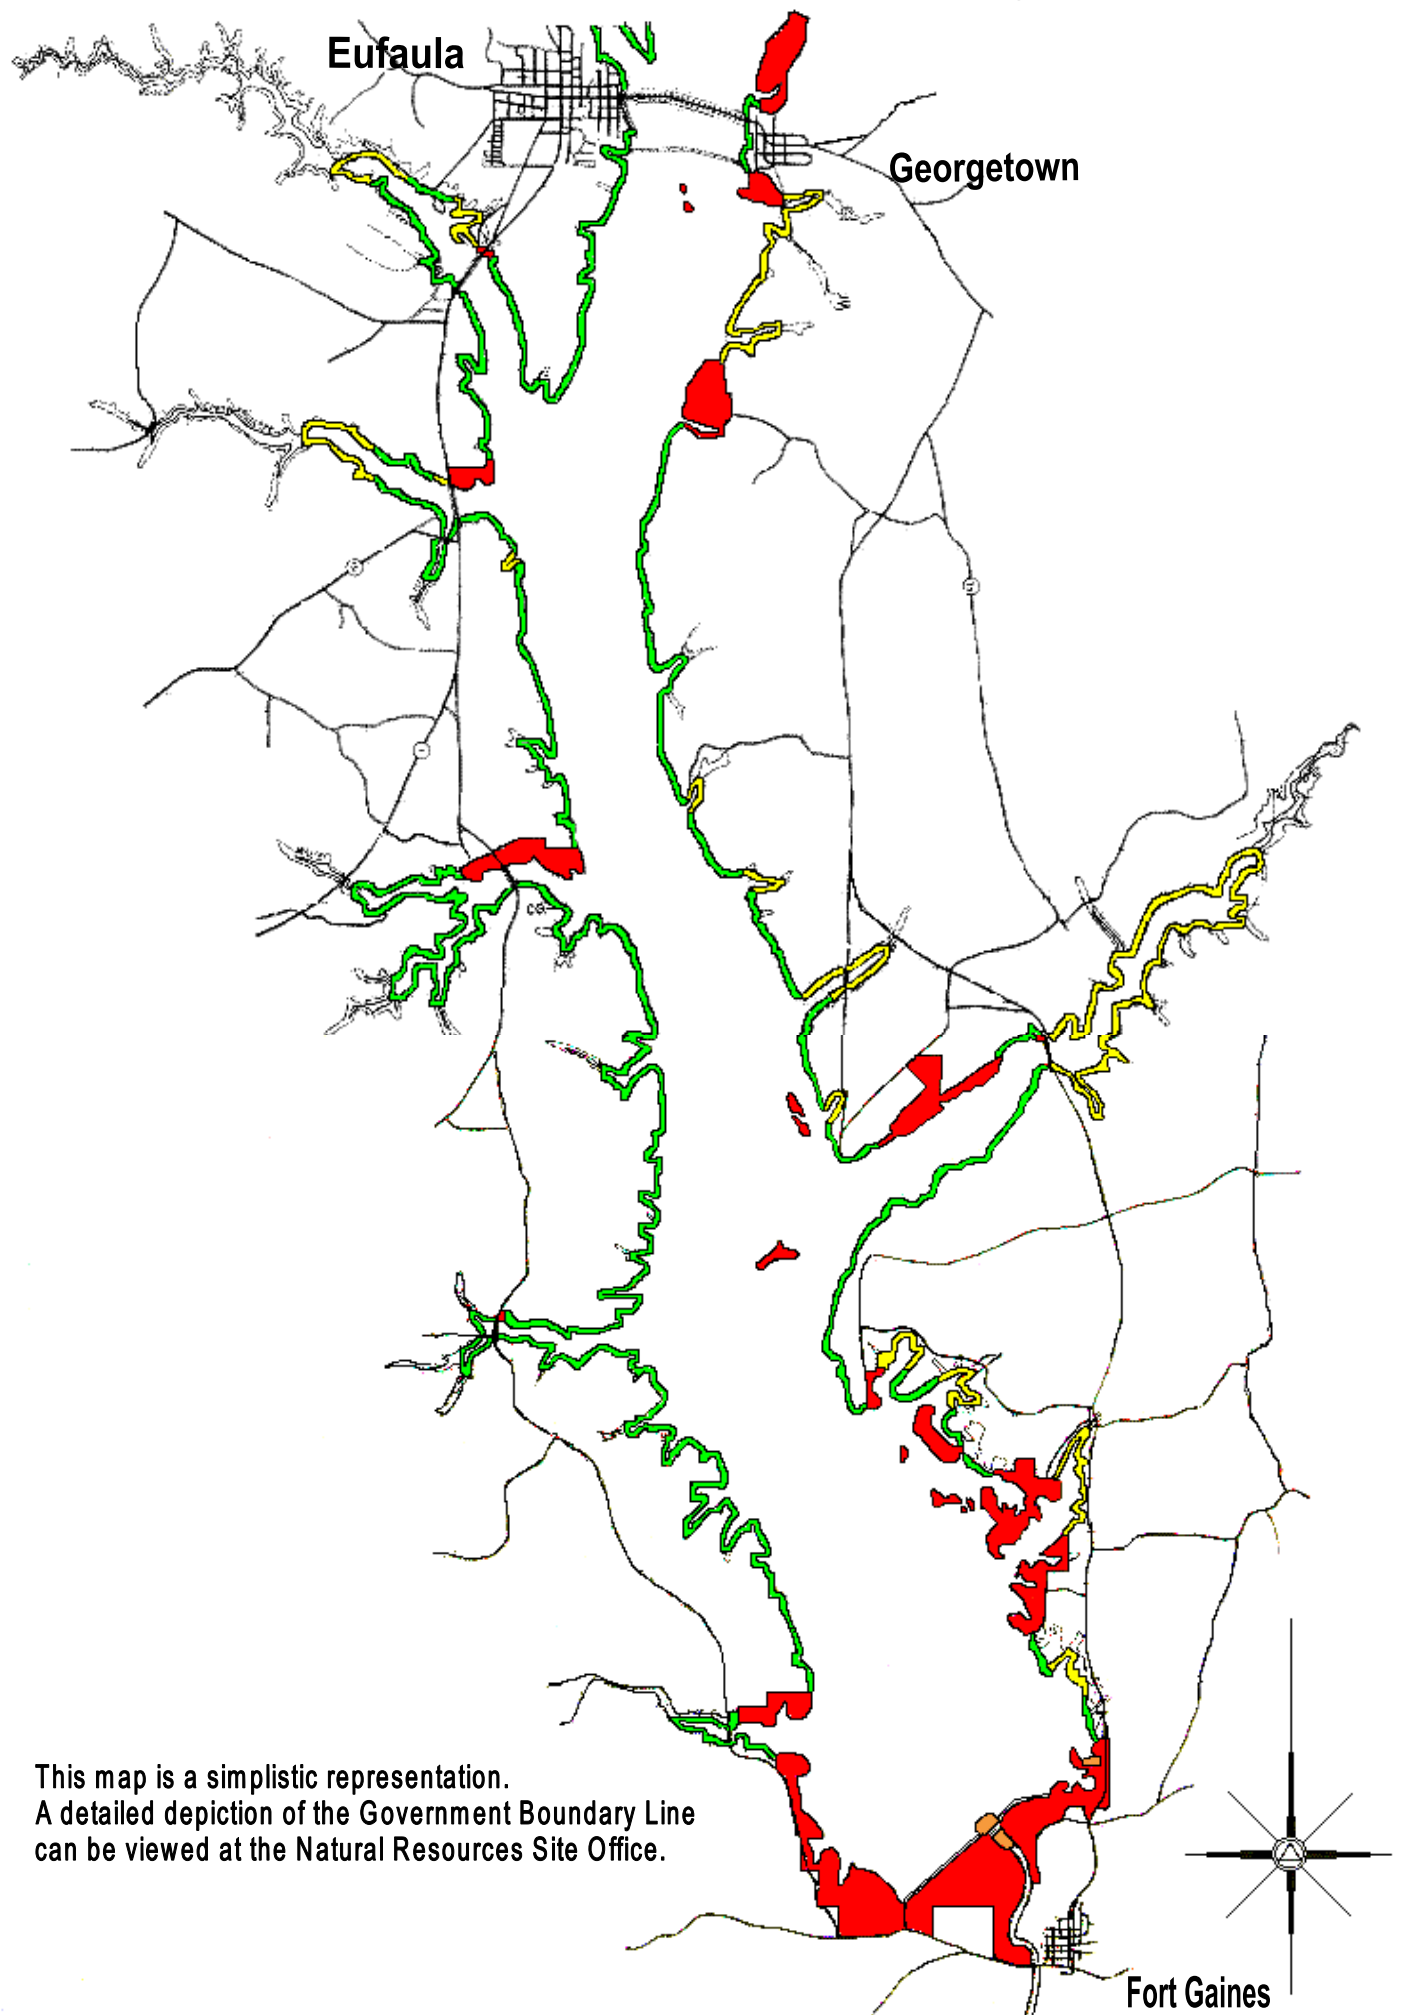 Eufaula
Georgetown
This map is a simplistic representation.
A detailed depiction of the Government Boundary Line
can be viewed at the Natural Resources Site Office.
Fort Gaines